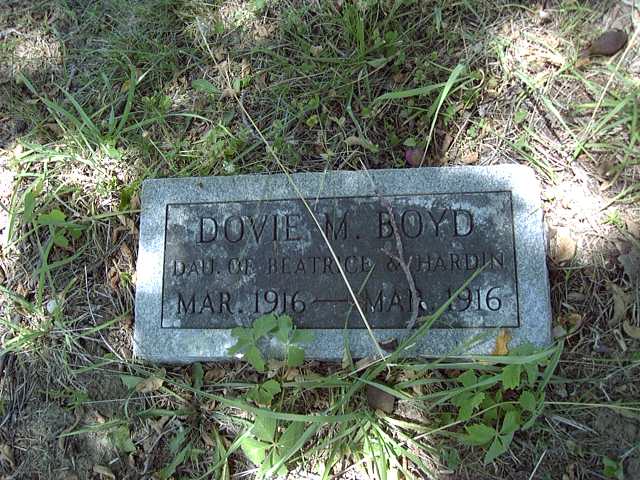 DOVIE M. BOYD
DAU. OF BEATRICE & HARDIN
MAR. 1916 — MAR. 1916